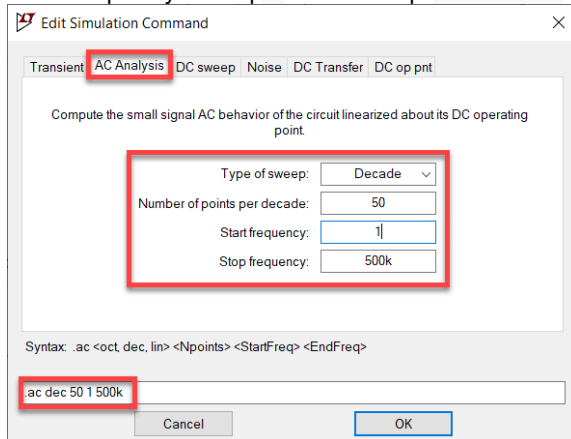 Edit Simulation Command
Transient AC Analysis DC sweep Noise DC Transfer DC op pnt
Compute the small signal AC behavior of the circuit linearized about its DC operating
point.
Type of sweep: Decade
Number of points per decade: 50
Start frequency: 1
Stop frequency: 500k
Syntax: .ac <oct, dec, lin> <Npoints> <StartFreq> <EndFreq>
.ac dec 50 1 500k
Cancel OK